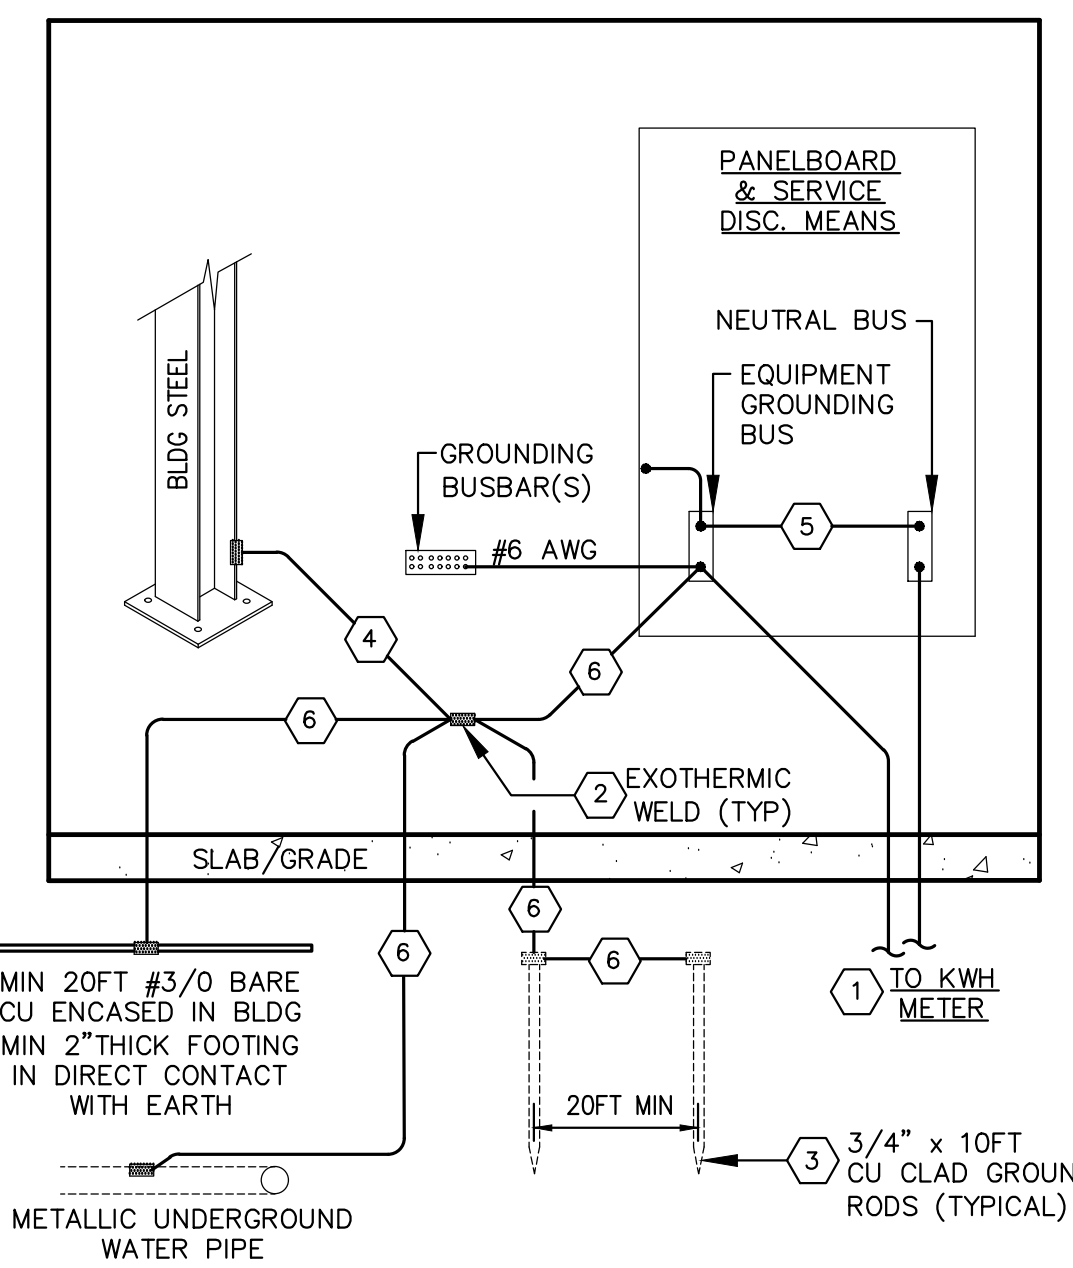 PANELBOARD
& SERVICE
DISC. MEANS
NEUTRAL BUS
EQUIPMENT
GROUNDING
BUS
BLDG STEEL
GROUNDING
BUSBAR(S)
#6 AWG
5
4
6
6
2
EXOTHERMIC
WELD (TYP)
SLAB/GRADE
6
6
6
MIN 20FT #3/0 BARE
CU ENCASED IN BLDG
MIN 2”THICK FOOTING
IN DIRECT CONTACT
WITH EARTH
1
TO KWH
METER
20FT MIN
3
3/4” x 10FT
CU CLAD GROUN
RODS (TYPICAL)
METALLIC UNDERGROUND
WATER PIPE